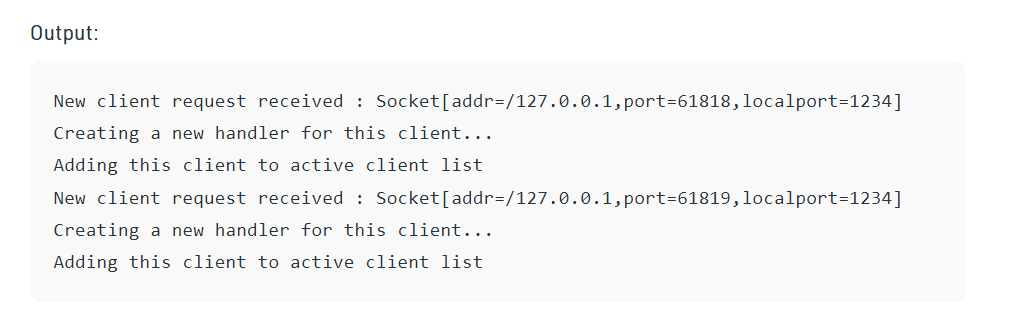 Output:
New client request received : Socket[addr=/127.0.0.1,port=61818,localport=1234]
Creating a new handler for this client...
Adding this client to active client list
New client request received : Socket[addr=/127.0.0.1,port=61819,localport=1234]
Creating a new handler for this client...
Adding this client to active client list